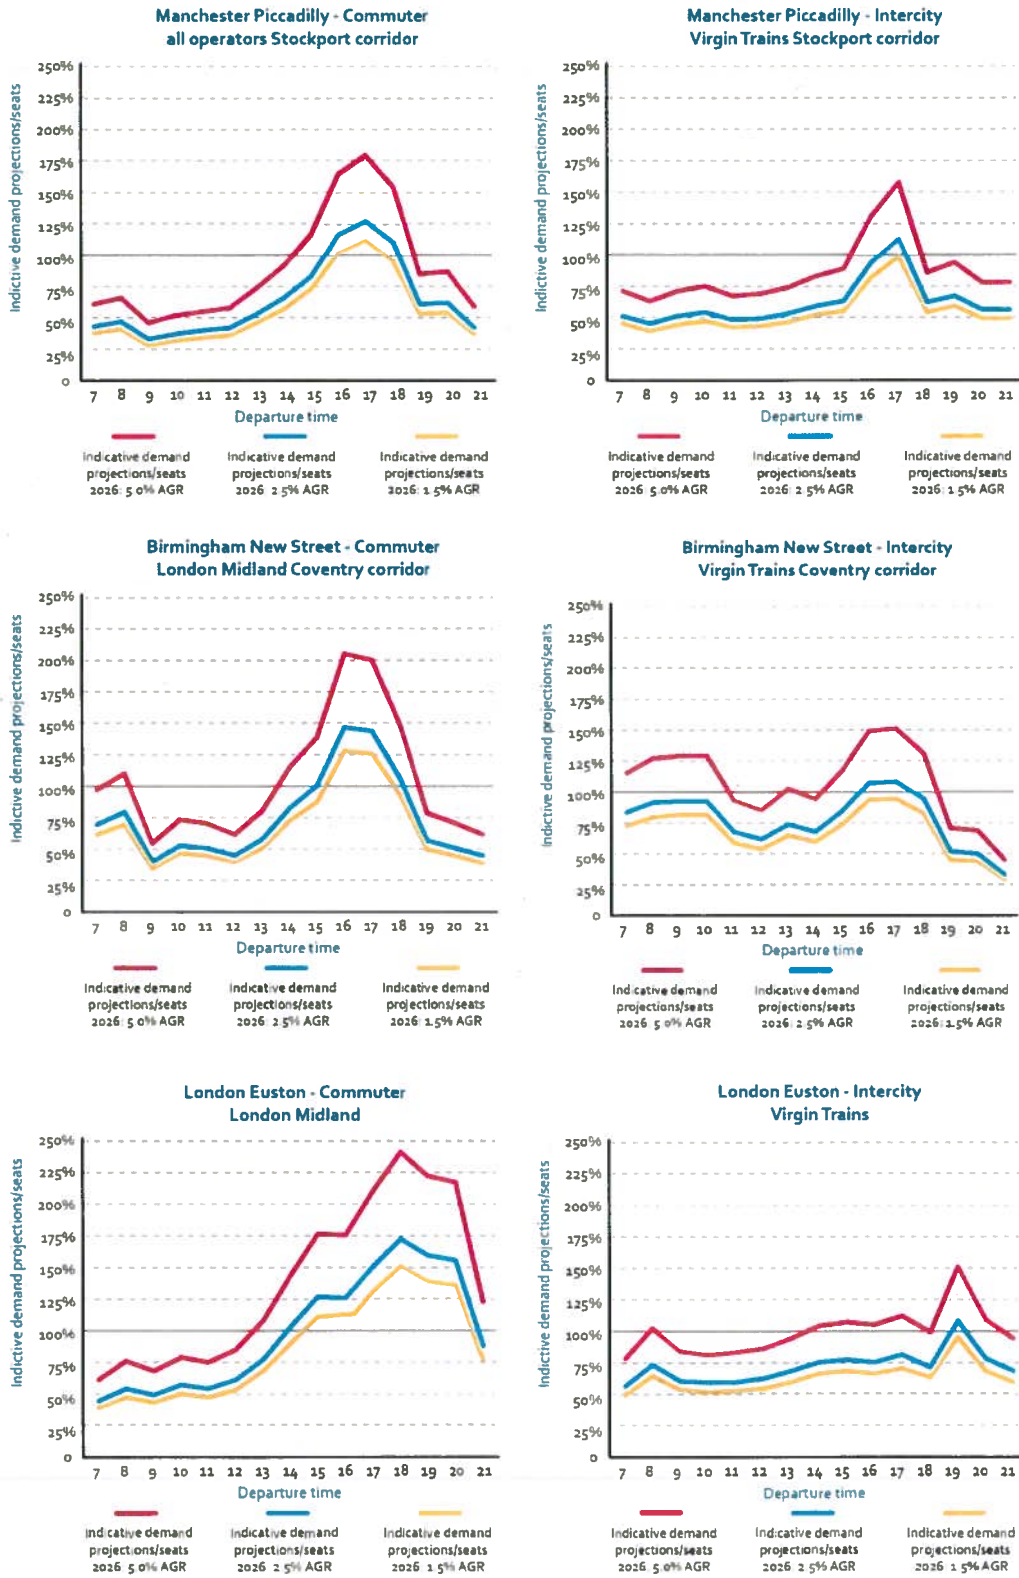 Manchester Piccadilly - Commuter
all operators Stockport corridor
Indictive demand projections/seats
250%
225%
200%
175%
150%
125%
100%
75%
50%
25%
0
7 8 9 10 11 12 13 14 15 16 17 18 19 20 21
Departure time
Indicative demand
projections/seats
2026: 5.0% AGR
Indicative demand
projections/seats
2026: 2.5% AGR
Indicative demand
projections/seats
2026: 1.5% AGR
Manchester Piccadilly - Intercity
Virgin Trains Stockport corridor
Indictive demand projections/seats
250%
225%
200%
175%
150%
125%
100%
75%
50%
25%
0
7 8 9 10 11 12 13 14 15 16 17 18 19 20 21
Departure time
Indicative demand
projections/seats
2026: 5.0% AGR
Indicative demand
projections/seats
2026: 2.5% AGR
Indicative demand
projections/seats
2026: 1.5% AGR
Birmingham New Street - Commuter
London Midland Coventry corridor
Indictive demand projections/seats
250%
225%
200%
175%
150%
125%
100%
75%
50%
25%
0
7 8 9 10 11 12 13 14 15 16 17 18 19 20 21
Departure time
Indicative demand
projections/seats
2026: 5.0% AGR
Indicative demand
projections/seats
2026: 2.5% AGR
Indicative demand
projections/seats
2026: 1.5% AGR
Birmingham New Street - Intercity
Virgin Trains Coventry corridor
Indictive demand projections/seats
250%
225%
200%
175%
150%
125%
100%
75%
50%
25%
0
7 8 9 10 11 12 13 14 15 16 17 18 19 20 21
Departure time
Indicative demand
projections/seats
2026: 5.0% AGR
Indicative demand
projections/seats
2026: 2.5% AGR
Indicative demand
projections/seats
2026: 1.5% AGR
London Euston - Commuter
London Midland
Indictive demand projections/seats
250%
225%
200%
175%
150%
125%
100%
75%
50%
25%
0
7 8 9 10 11 12 13 14 15 16 17 18 19 20 21
Departure time
Indicative demand
projections/seats
2026: 5.0% AGR
Indicative demand
projections/seats
2026: 2.5% AGR
Indicative demand
projections/seats
2026: 1.5% AGR
London Euston - Intercity
Virgin Trains
Indictive demand projections/seats
250%
225%
200%
175%
150%
125%
100%
75%
50%
25%
0
7 8 9 10 11 12 13 14 15 16 17 18 19 20 21
Departure time
Indicative demand
projections/seats
2026: 5.0% AGR
Indicative demand
projections/seats
2026: 2.5% AGR
Indicative demand
projections/seats
2026: 1.5% AGR